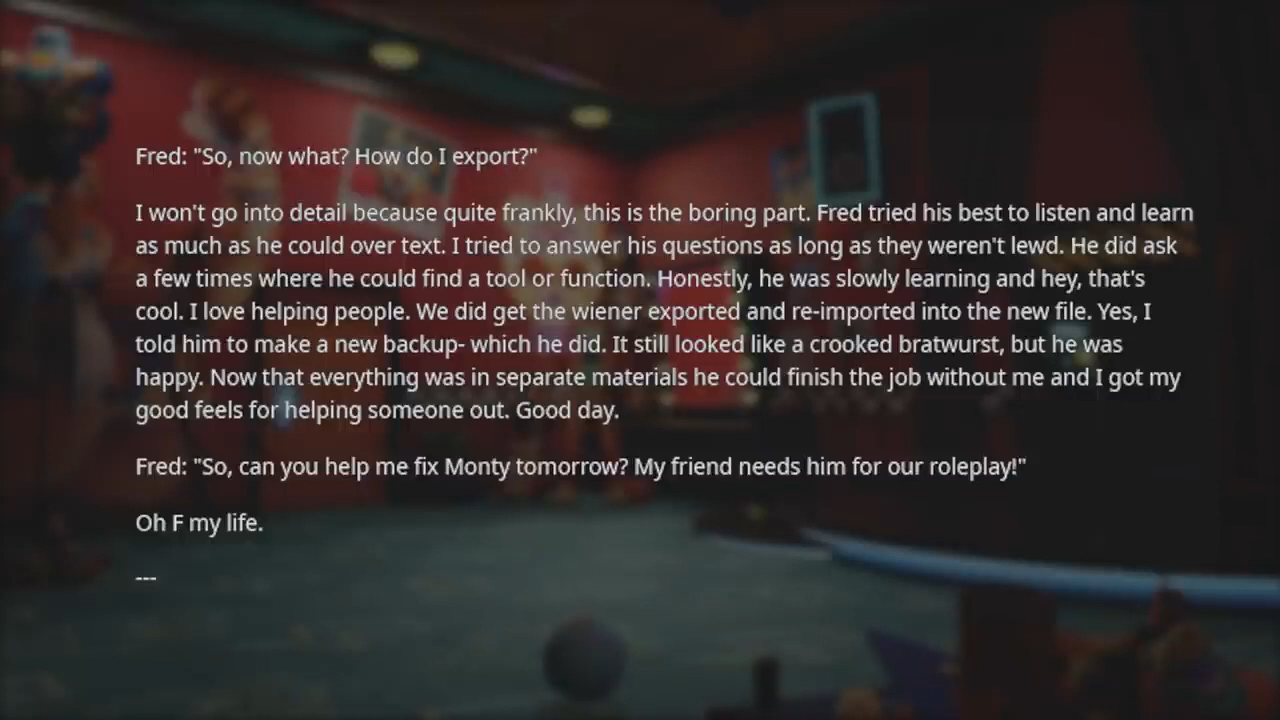 Fred: "So, now what? How do I export?"
I won't go into detail because quite frankly, this is the boring part. Fred tried his best to listen and learn
as much as he could over text. I tried to answer his questions as long as they weren't lewd. He did ask
a few times where he could find a tool or function. Honestly, he was slowly learning and hey, that's
cool. I love helping people. We did get the wiener exported and re-imported into the new file. Yes, I
told him to make a new backup- which he did. It still looked like a crooked bratwurst, but he was
happy. Now that everything was in separate materials he could finish the job without me and I got my
good feels for helping someone out. Good day.
Fred: "So, can you help me fix Monty tomorrow? My friend needs him for our roleplay!"
Oh F my life.
---